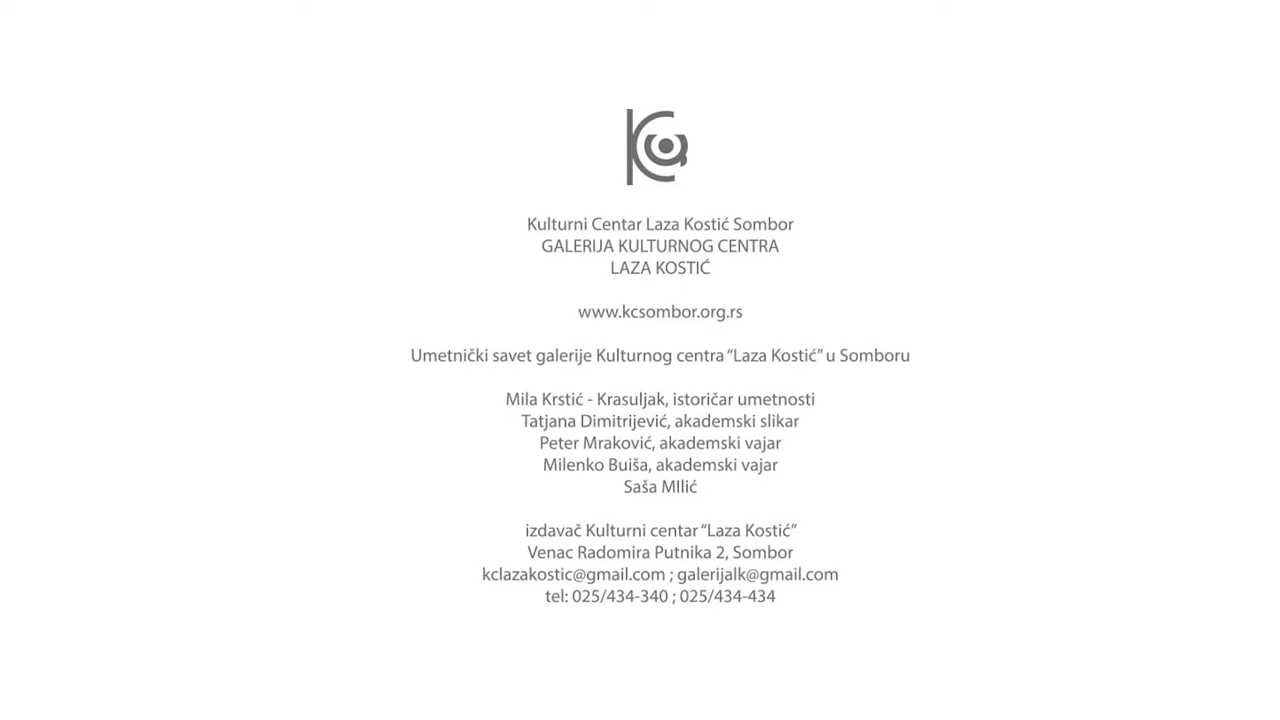 Kulturni Centar Laza Kostić Sombor
GALERIJA KULTURNOG CENTRA
LAZA KOSTIĆ
www.kcsombor.org.rs
Umetnički savet galerije Kulturnog centra “Laza Kostić” u Somboru
Mila Krstić - Krasuljak, istoričar umetnosti
Tatjana Dimitrijević, akademski slikar
Peter Mraković, akademski vajar
Milenko Buiša, akademski vajar
Saša MIlić
izdavač Kulturni centar “Laza Kostić”
Venac Radomira Putnika 2, Sombor
kclazakostic@gmail.com ; galerijalk@gmail.com
tel: 025/434-340 ; 025/434-434